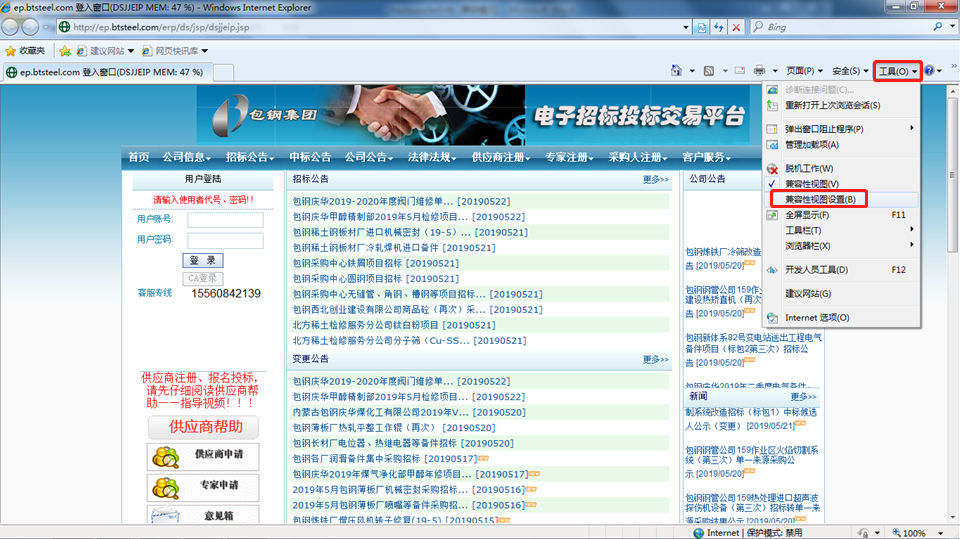 ep.btsteel.com 登入窗口(DSJJEIP MEM: 47 %) - Windows Internet Explorer
http://ep.btsteel.com/erp/ds/jsp/dsjjeip.jsp
Bing
收藏夹
建议网站
网页快讯库
ep.btsteel.com 登入窗口(DSJJEIP MEM: 47 %)
页面(P)
安全(S)
工具(O)
诊断连接问题(C)...
重新打开上次浏览会话(S)
弹出窗口阻止程序(P)
管理加载项(A)
脱机工作(W)
兼容性视图(V)
兼容性视图设置(B)
全屏显示(F) F11
工具栏(T)
浏览器栏(X)
开发人员工具(D) F12
建议网站(G)
Internet 选项(O)
包钢集团
电子招标投标交易平台
首页 公司信息 招标公告 中标公告 公司公告 法律法规 供应商注册 专家注册 采购人注册 客户服务
用户登陆
请输入使用者代号、密码!!
用户账号:
用户密码:
登 录
CA登录
客服专线 15560842139
供应商注册、报名投标，
请先仔细阅读供应商帮
助——指导视频！！！
供应商帮助
供应商申请
专家申请
意见箱
招标公告 更多>>
包钢庆华2019-2020年度阀门维修单... [20190522]
包钢庆华甲醇精制部2019年5月检修项目... [20190522]
包钢稀土钢板材厂进口机械密封（19-5）... [20190521]
包钢稀土钢板材厂冷轧焊机进口备件 [20190521]
包钢采购中心铁屑项目招标 [20190521]
包钢采购中心圆钢项目招标 [20190521]
包钢采购中心无缝管、角钢、槽钢等项目招标... [20190521]
包钢西北创业建设有限公司商品砼（再次）采... [20190521]
北方稀土检修服务分公司钛白粉项目 [20190521]
北方稀土检修服务分公司分子筛（Cu-SS... [20190521]
变更公告 更多>>
包钢庆华2019-2020年度阀门维修单... [20190522]
包钢庆华甲醇精制部2019年5月检修项目... [20190522]
内蒙古包钢庆华煤化工有限公司2019年V... [20190520]
包钢薄板厂热轧平整工作辊（再次） [20190520]
包钢长材厂电位器、热继电器等备件招标 [20190520]
包钢各厂润滑备件集中采购招标 [20190517]
包钢庆华2019年煤气净化部甲醇年修项目... [20190517]
2019年5月包钢薄板厂机械密封采购招标... [20190516]
2019年5月包钢薄板厂喷嘴等备件采购招... [20190516]
包钢炼铁厂增压风机转子修复(19-5) [20190515]
公司公告
包钢炼铁厂冷筛改造
告 [2019/05/20]
包钢钢管公司159作业
建设热矫直机（再次）
告 [2019/05/20]
包钢新体系82号变电站送出工程电气
备件项目（标包2第三次）招标公
告 [2019/05/20]
包钢庆华2019年二季度电气备件
新闻 更多>>
制系统改造招标（标包1）中标候选
人公示（变更） [2019/05/21]
包钢钢管公司159作业区火焰切割系
统（第三次）单一来源采购公
示 [2019/05/20]
包钢钢管公司159热处理进口超声波
探伤机设备（第三次）招标转单一来
源采购结果公示 [2019/05/20]
Internet | 保护模式: 禁用
100%